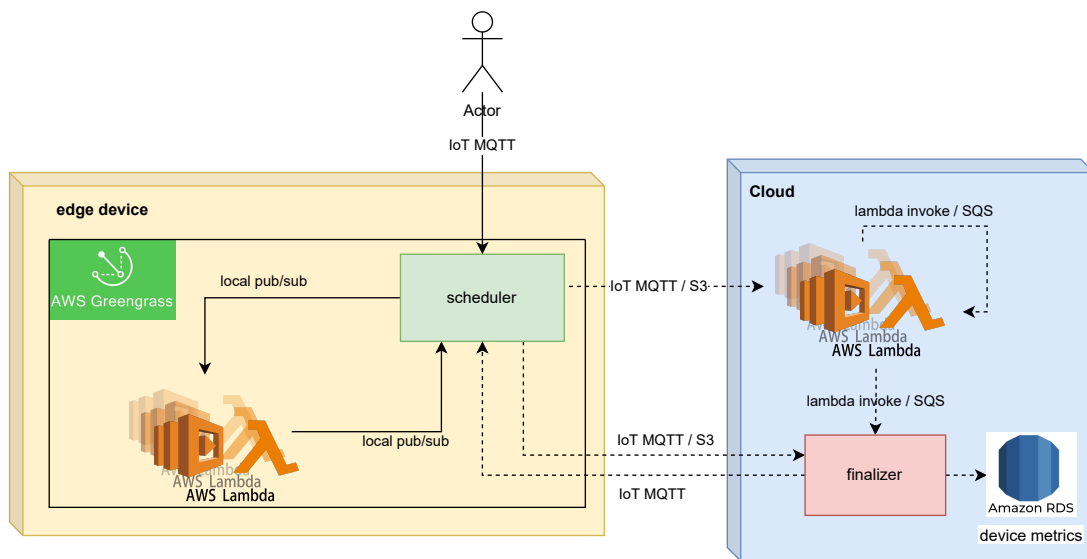 Actor
IoT MQTT
edge device
AWS Greengrass
local pub/sub
scheduler
IoT MQTT / S3
Cloud
lambda invoke / SQS
AWS Lambda
AWS Lambda
AWS Lambda
lambda invoke / SQS
local pub/sub
AWS Lambda
AWS Lambda
AWS Lambda
IoT MQTT / S3
IoT MQTT
finalizer
Amazon RDS
device metrics